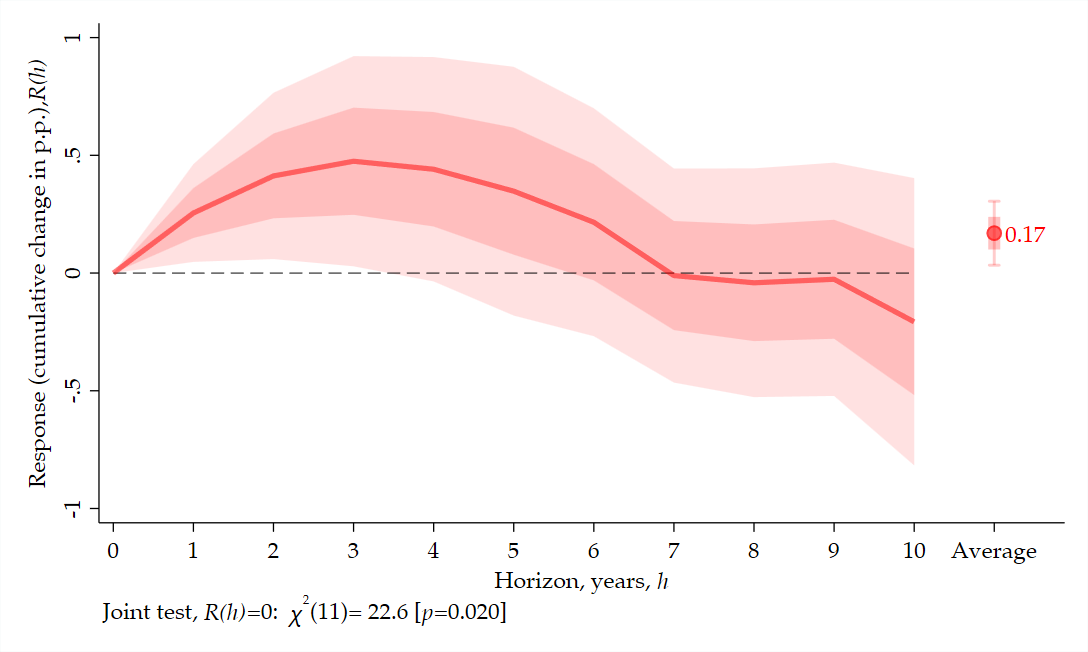 Response (cumulative change in p.p.),R(h)
1
.5
0
-.5
-1
0.17
0 1 2 3 4 5 6 7 8 9 10 Average
Horizon, years, h
Joint test, R(h)=0: χ²(11)= 22.6 [p=0.020]